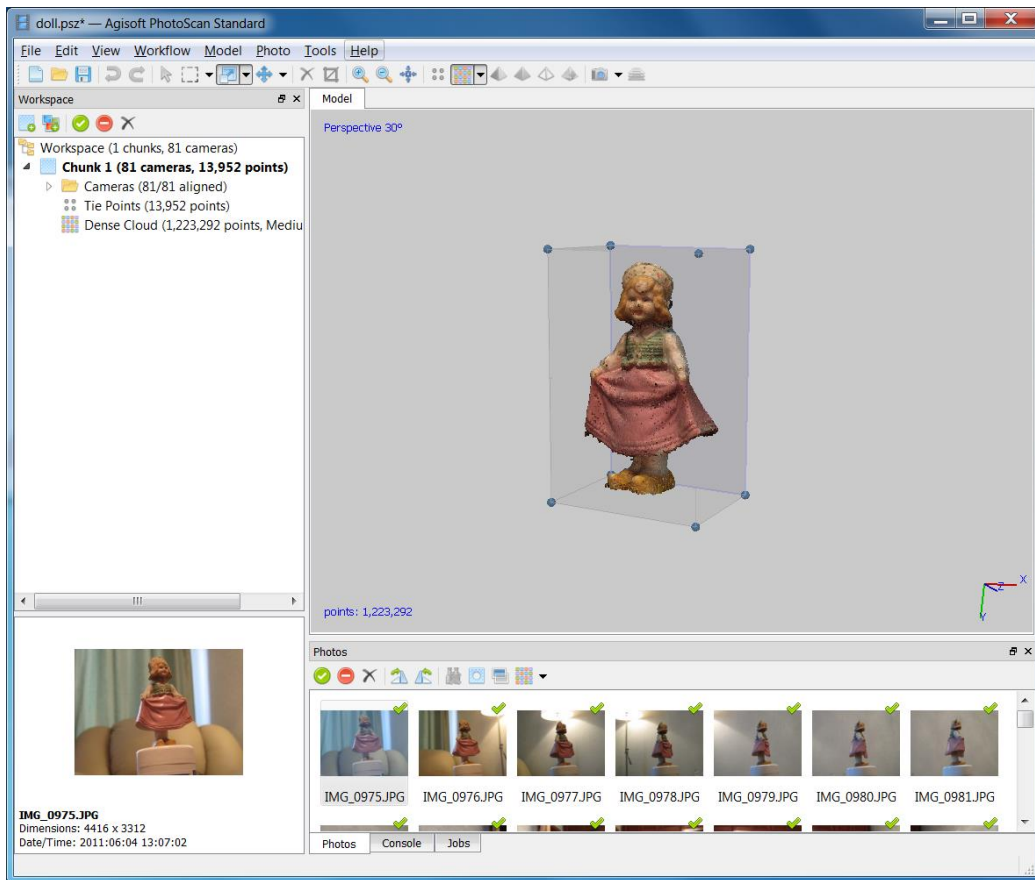 doll.psz* — Agisoft PhotoScan Standard
File Edit View Workflow Model Photo Tools Help
Workspace
Model
Perspective 30°
Workspace (1 chunks, 81 cameras)
Chunk 1 (81 cameras, 13,952 points)
Cameras (81/81 aligned)
Tie Points (13,952 points)
Dense Cloud (1,223,292 points, Mediu
X
Z
Y
points: 1,223,292
Photos
IMG_0975.JPG IMG_0976.JPG IMG_0977.JPG IMG_0978.JPG IMG_0979.JPG IMG_0980.JPG IMG_0981.JPG
IMG_0975.JPG
Dimensions: 4416 x 3312
Date/Time: 2011:06:04 13:07:02
Photos Console Jobs